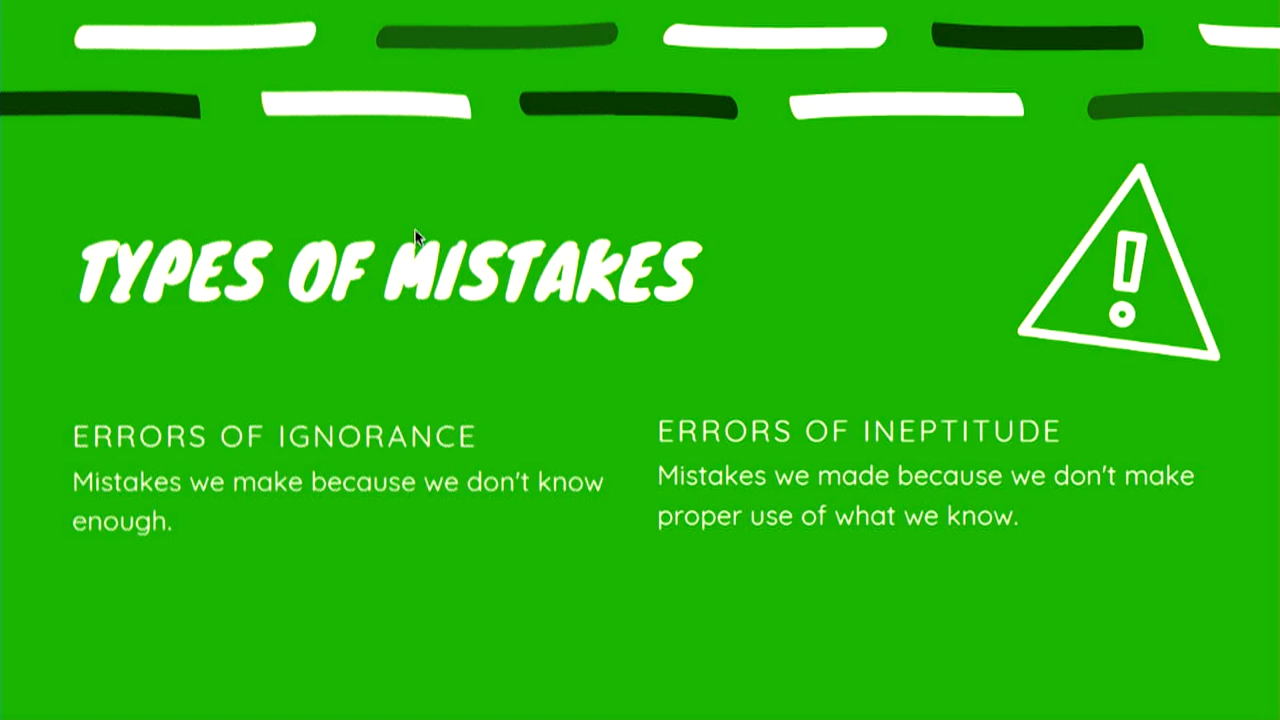 TYPES OF MISTAKES
ERRORS OF IGNORANCE
Mistakes we make because we don't know
enough.
ERRORS OF INEPTITUDE
Mistakes we made because we don't make
proper use of what we know.